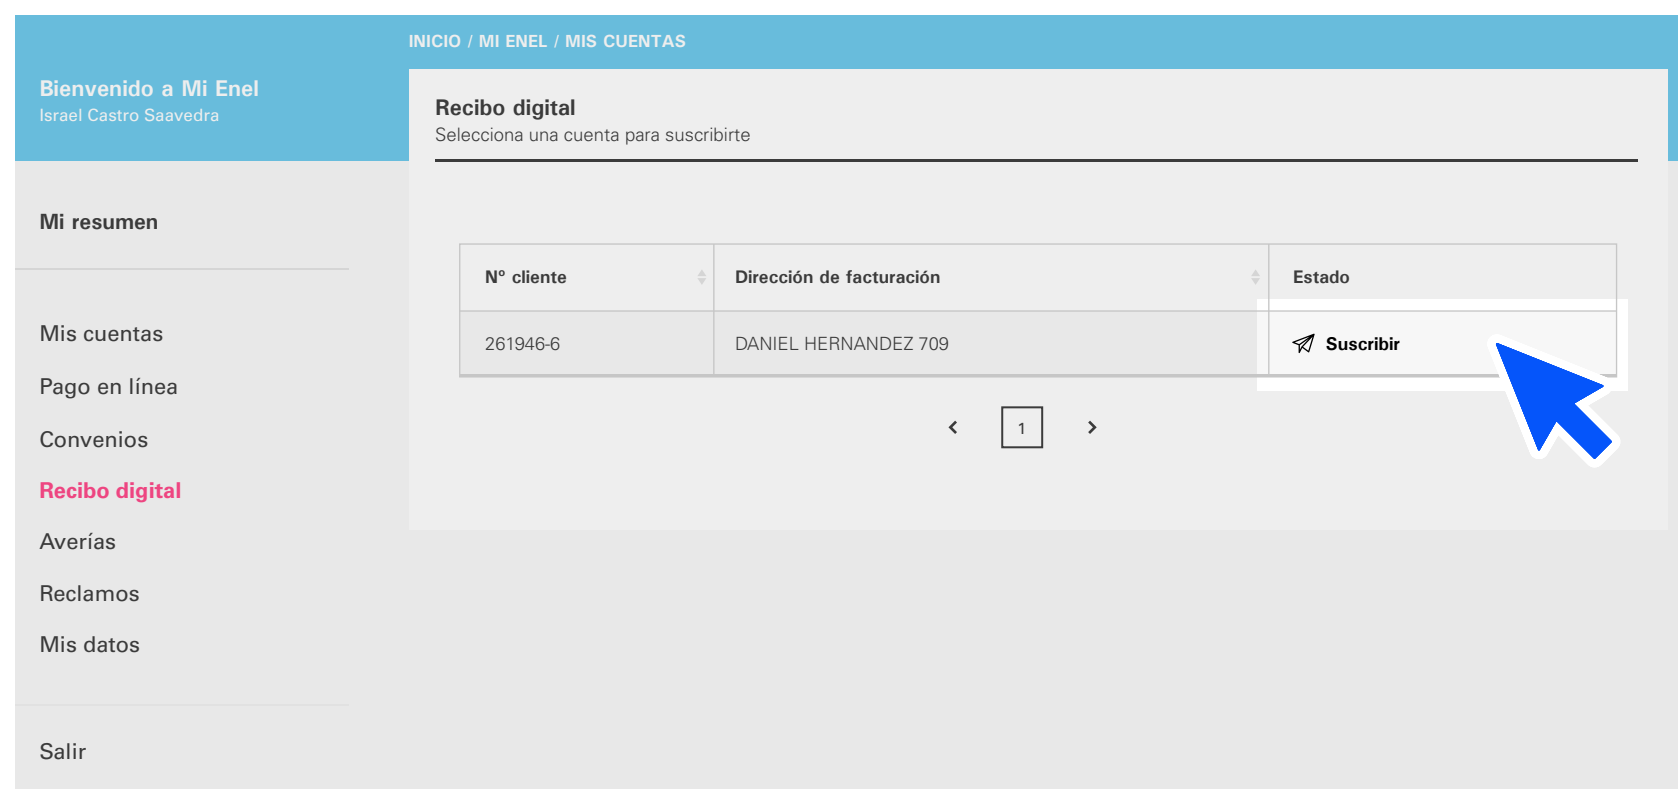 INICIO / MI ENEL / MIS CUENTAS
Bienvenido a Mi Enel
Israel Castro Saavedra
Mi resumen
Mis cuentas
Pago en línea
Convenios
Recibo digital
Averías
Reclamos
Mis datos
Salir
Recibo digital
Selecciona una cuenta para suscribirte
Nº cliente Dirección de facturación Estado
261946-6 DANIEL HERNANDEZ 709 Suscribir
1